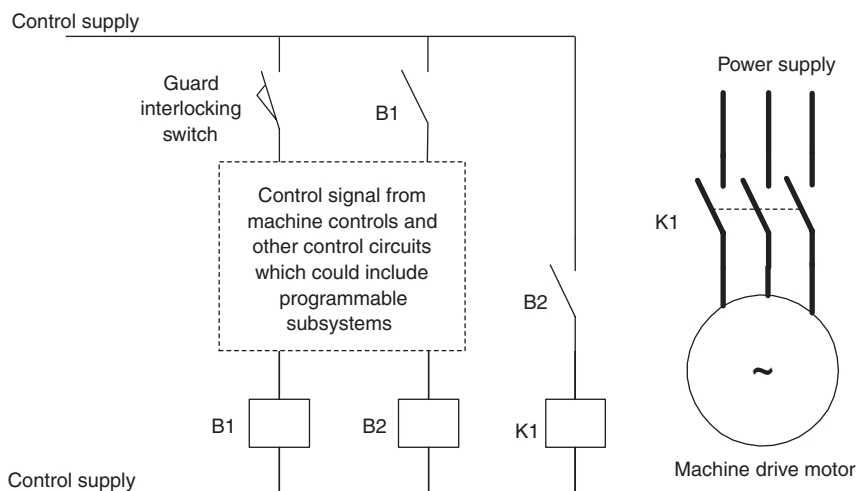 Control supply
Guard
interlocking
switch
B1
Power supply
Control signal from
machine controls and
other control circuits
which could include
programmable
subsystems
K1
B2
~
B1
B2
K1
Machine drive motor
Control supply